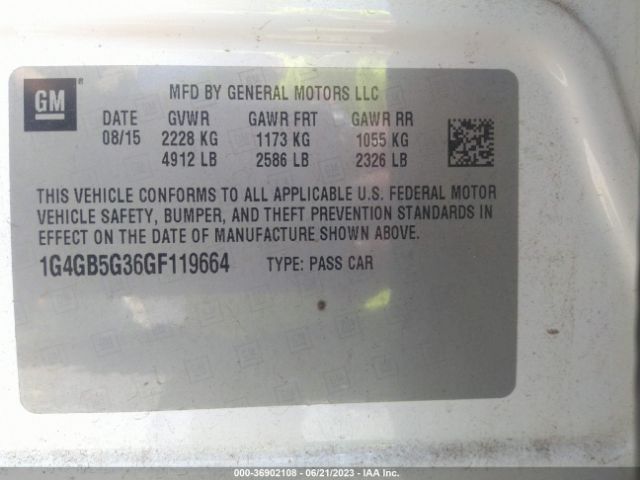 GM
MFD BY GENERAL MOTORS LLC
DATE GVWR GAWR FRT GAWR RR
08/15 2228 KG 1173 KG 1055 KG
4912 LB 2586 LB 2326 LB
THIS VEHICLE CONFORMS TO ALL APPLICABLE U.S. FEDERAL MOTOR
VEHICLE SAFETY, BUMPER, AND THEFT PREVENTION STANDARDS IN
EFFECT ON THE DATE OF MANUFACTURE SHOWN ABOVE.
1G4GB5G36GF119664 TYPE: PASS CAR
000-36902108 - 06/21/2023 - IAA Inc.